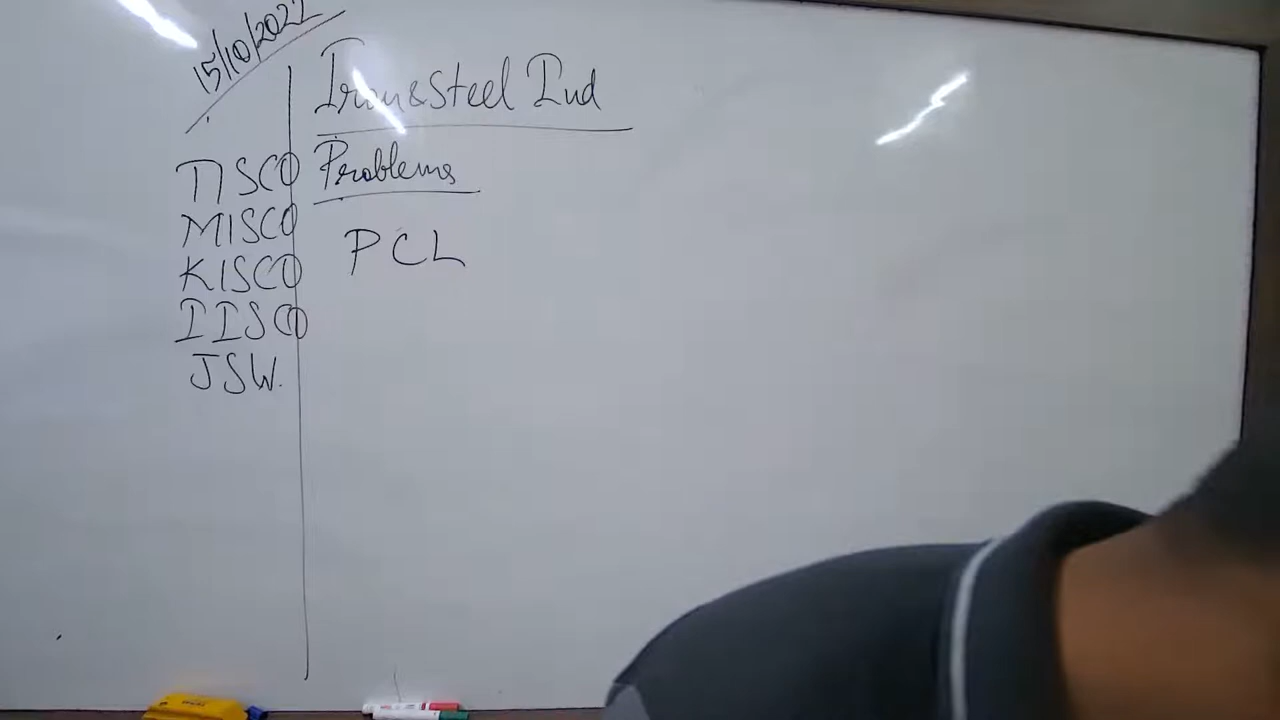 15/10/2022
Iron & Steel Ind
Problems
TISCO
MISCO
KISCO
IISCO
JSW.
PCL